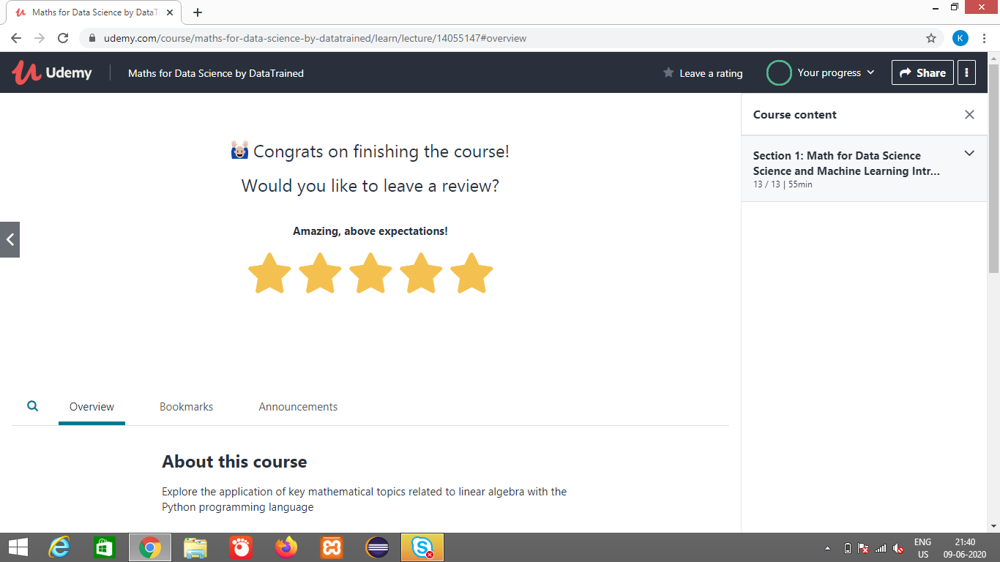 Maths for Data Science by DataT
udemy.com/course/maths-for-data-science-by-datatrained/learn/lecture/14055147#overview
K
Udemy
Maths for Data Science by DataTrained
Leave a rating
Your progress
Share
Course content
Section 1: Math for Data Science
Science and Machine Learning Intr...
13 / 13 | 55min
Congrats on finishing the course!
Would you like to leave a review?
Amazing, above expectations!
Overview
Bookmarks
Announcements
About this course
Explore the application of key mathematical topics related to linear algebra with the
Python programming language
ENG
US
21:40
09-06-2020